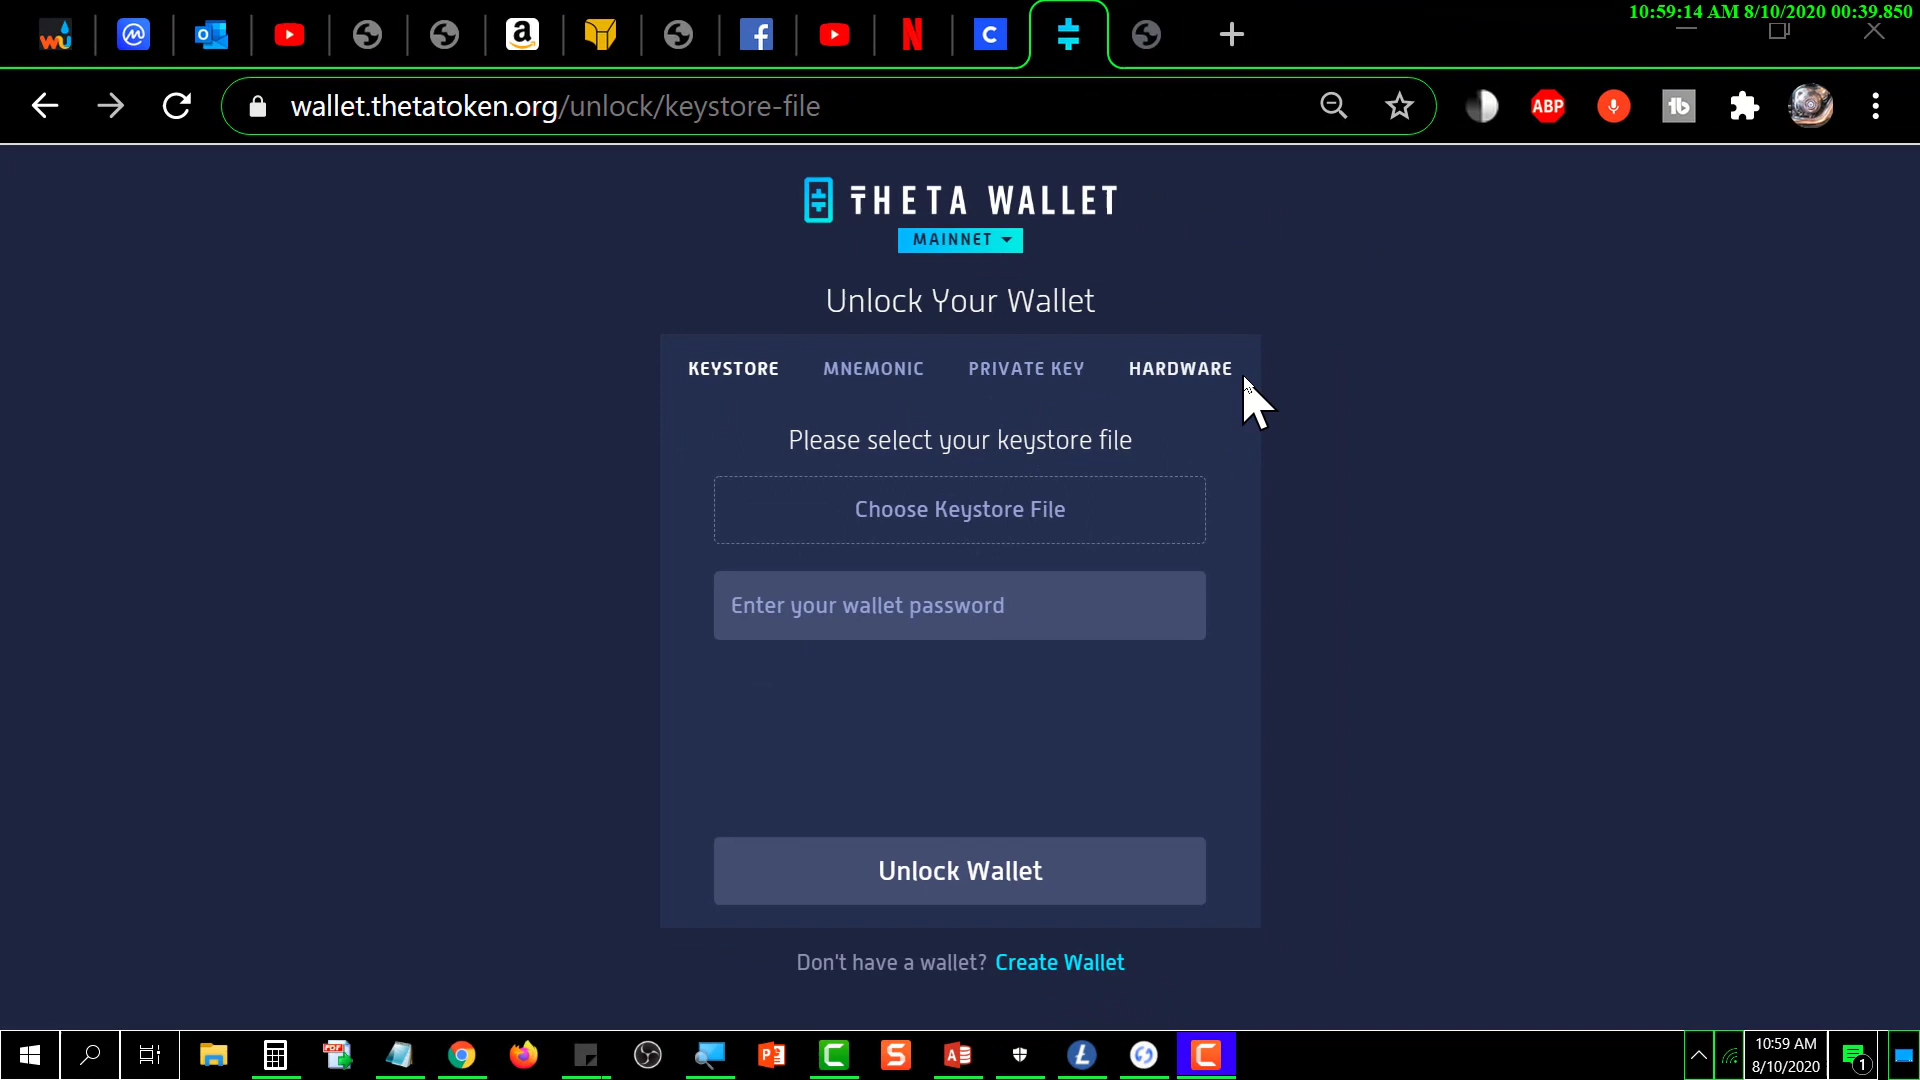 10:59:14 AM 8/10/2020 00:39.850
wallet.thetatoken.org/unlock/keystore-file
ABP
THETA WALLET
MAINNET
Unlock Your Wallet
KEYSTORE MNEMONIC PRIVATE KEY HARDWARE
Please select your keystore file
Choose Keystore File
Enter your wallet password
Unlock Wallet
Don't have a wallet? Create Wallet
10:59 AM
8/10/2020
1